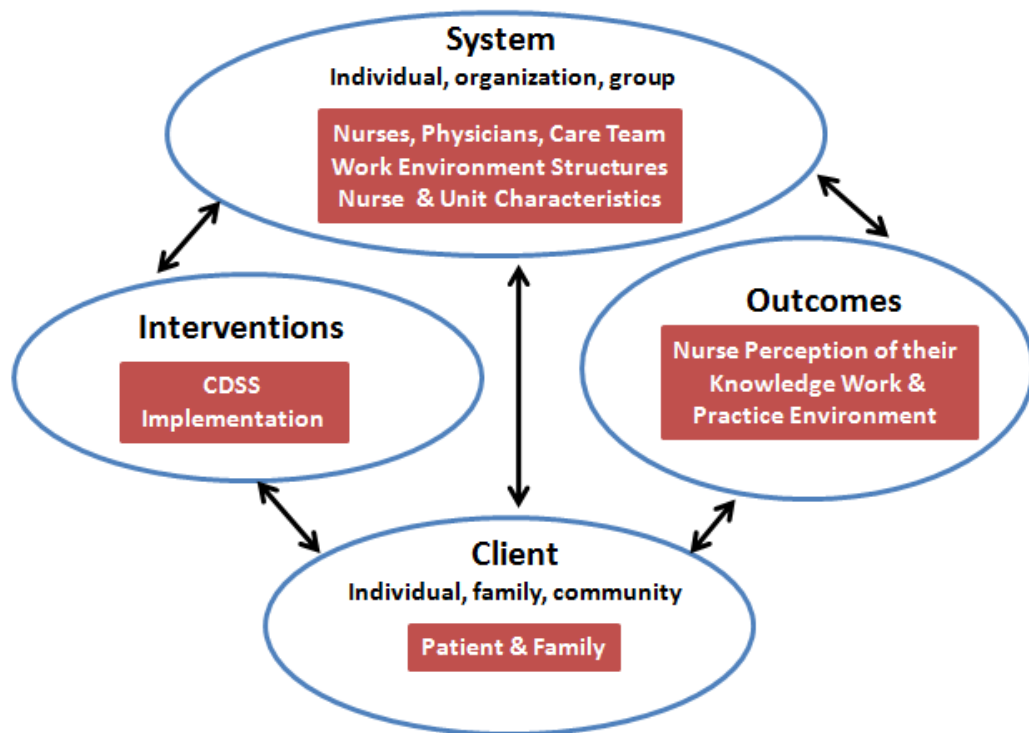 System
Individual, organization, group
Nurses, Physicians, Care Team
Work Environment Structures
Nurse & Unit Characteristics
Interventions
CDSS
Implementation
Outcomes
Nurse Perception of their
Knowledge Work &
Practice Environment
Client
Individual, family, community
Patient & Family